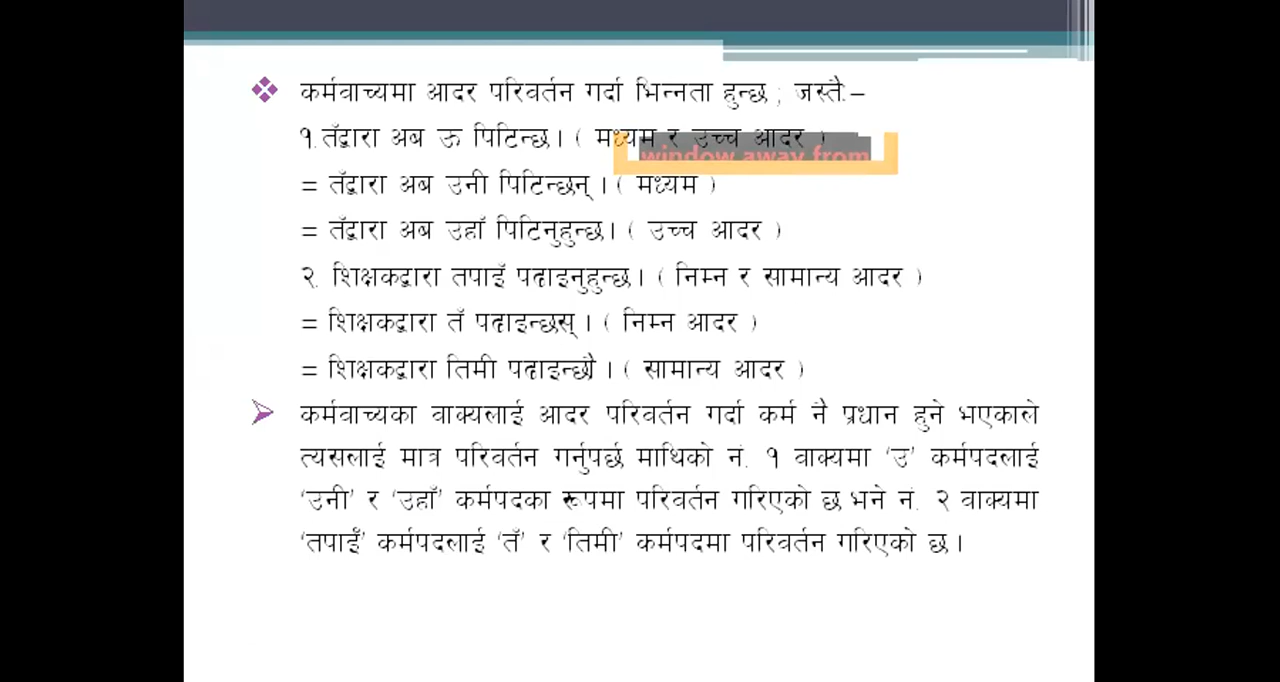 ❖ कर्मवाच्यमा आदर परिवर्तन गर्दा भिन्नता हुन्छ ; जस्तै:–
१.तँद्वारा अब ऊ पिटिन्छ। ( मध्यम र उच्च आदर )
window away from
= तँद्वारा अब उनी पिटिन्छन् । ( मध्यम )
= तँद्वारा अब उहाँ पिटिनुहुन्छ। ( उच्च आदर )
२. शिक्षकद्वारा तपाइँ पढाइनुहुन्छ। ( निम्न र सामान्य आदर )
= शिक्षकद्वारा तँ पढाइन्छस् । ( निम्न आदर )
= शिक्षकद्वारा तिमी पढाइन्छौ । ( सामान्य आदर )
➢ कर्मवाच्यका वाक्यलाई आदर परिवर्तन गर्दा कर्म नै प्रधान हुने भएकाले
त्यसलाई मात्र परिवर्तन गर्नुपर्छ माथिको नं. १ वाक्यमा ‘उ’ कर्मपदलाई
‘उनी’ र ‘उहाँ’ कर्मपदका रूपमा परिवर्तन गरिएको छ भने नं. २ वाक्यमा
‘तपाइँ’ कर्मपदलाई ‘तँ’ र ‘तिमी’ कर्मपदमा परिवर्तन गरिएको छ ।